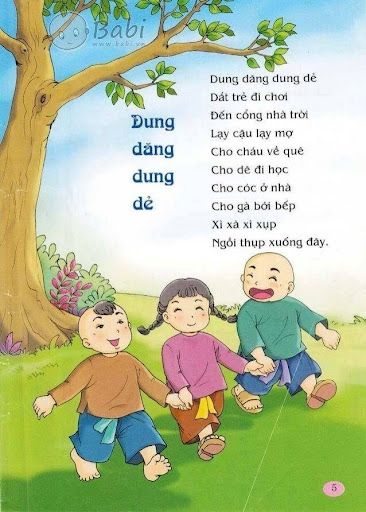 Babi
www.babi.vn
Dung
dăng
dung
dẻ
Dung dăng dung dẻ
Dắt trẻ đi chơi
Đến cổng nhà trời
Lạy cậu lạy mợ
Cho cháu về quê
Cho dê đi học
Cho cóc ở nhà
Cho gà bới bếp
Xì xà xì xụp
Ngồi thụp xuống đây.
5